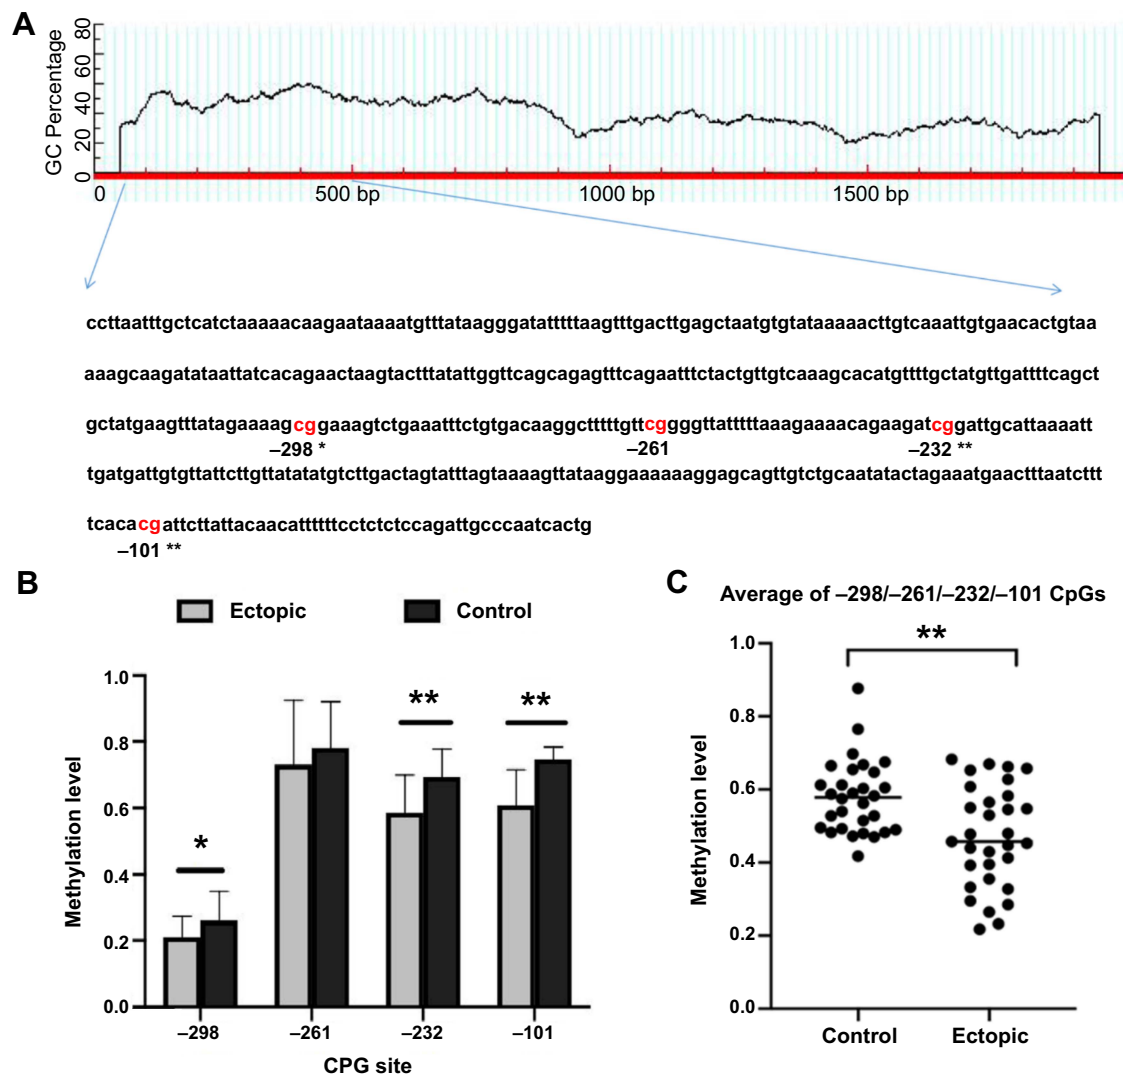 A
GC Percentage
80
60
40
20
0
0 500 bp 1000 bp 1500 bp
ccttaatttgctcatctaaaaacaagaataaaatgtttataagggatatttttaagtttgacttgagctaatgtgtataaaaacttgtcaaattgtgaacactgtaa
aaagcaagatataattatcacagaactaagtactttatattggttcagcagagtttcagaatttctactgttgtcaaagcacatgttttgctatgttgattttcagct
gctatgaagtttatagaaaagcggaaagtctgaaatttctgtgacaaggctttttgttcggggttatttttaaagaaaacagaagatcggattgcattaaaatt
–298 * –261 –232 **
tgatgattgtgttattcttgttatatatgtcttgactagtatttagtaaaagttataaggaaaaaaggagcagttgtctgcaatatactagaaatgaactttaatcttt
tcacacgattcttattacaacattttttcctctctccagattgcccaatcactg
–101 **
B
Ectopic Control
Methylation level
1.0
0.8
0.6
0.4
0.2
0.0
*
**
**
–298 –261 –232 –101
CPG site
C
Average of –298/–261/–232/–101 CpGs
**
Methylation level
1.0
0.8
0.6
0.4
0.2
0.0
Control Ectopic